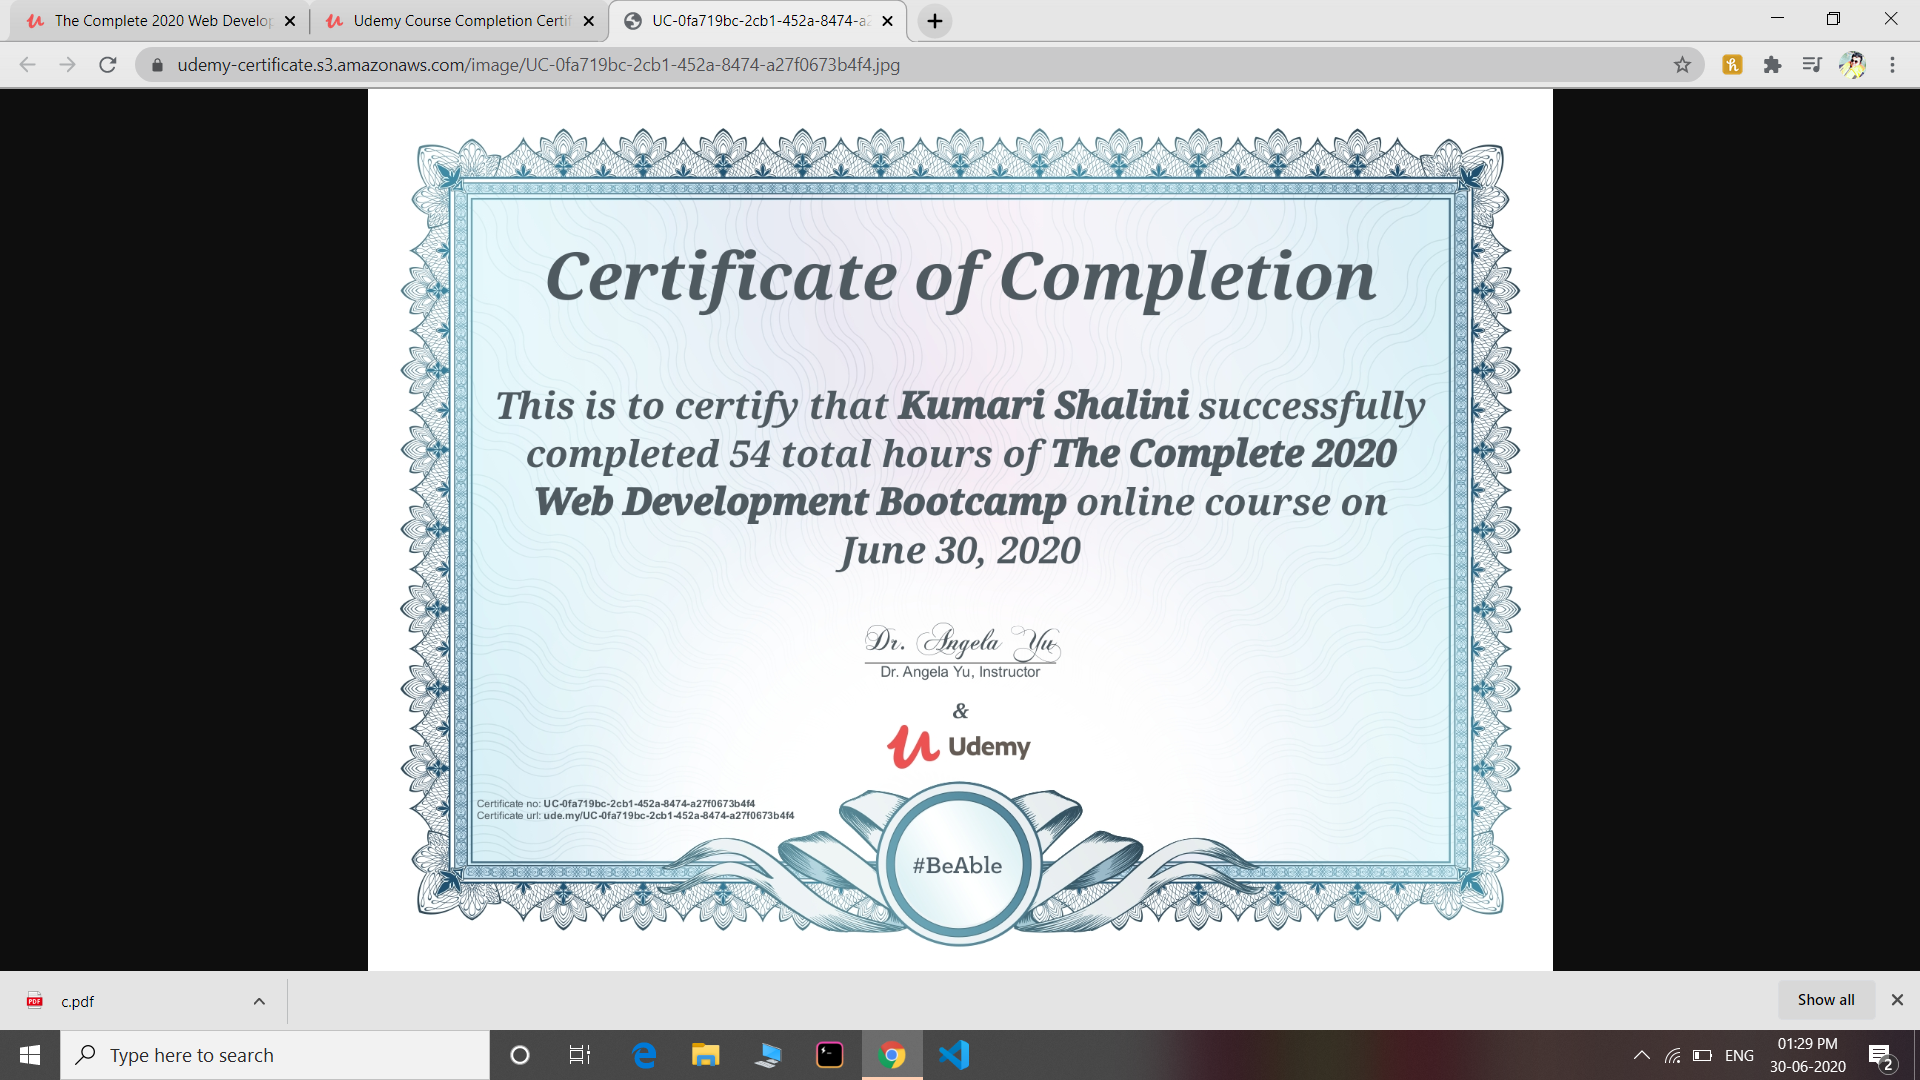 The Complete 2020 Web Develop
Udemy Course Completion Certif
UC-0fa719bc-2cb1-452a-8474-a2
udemy-certificate.s3.amazonaws.com/image/UC-0fa719bc-2cb1-452a-8474-a27f0673b4f4.jpg
Certificate of Completion
This is to certify that Kumari Shalini successfully
completed 54 total hours of The Complete 2020
Web Development Bootcamp online course on
June 30, 2020
Dr. Angela Yu
Dr. Angela Yu, Instructor
&
Udemy
Certificate no: UC-0fa719bc-2cb1-452a-8474-a27f0673b4f4
Certificate url: ude.my/UC-0fa719bc-2cb1-452a-8474-a27f0673b4f4
#BeAble
PDF
c.pdf
Show all
Type here to search
ENG
01:29 PM
30-06-2020
2